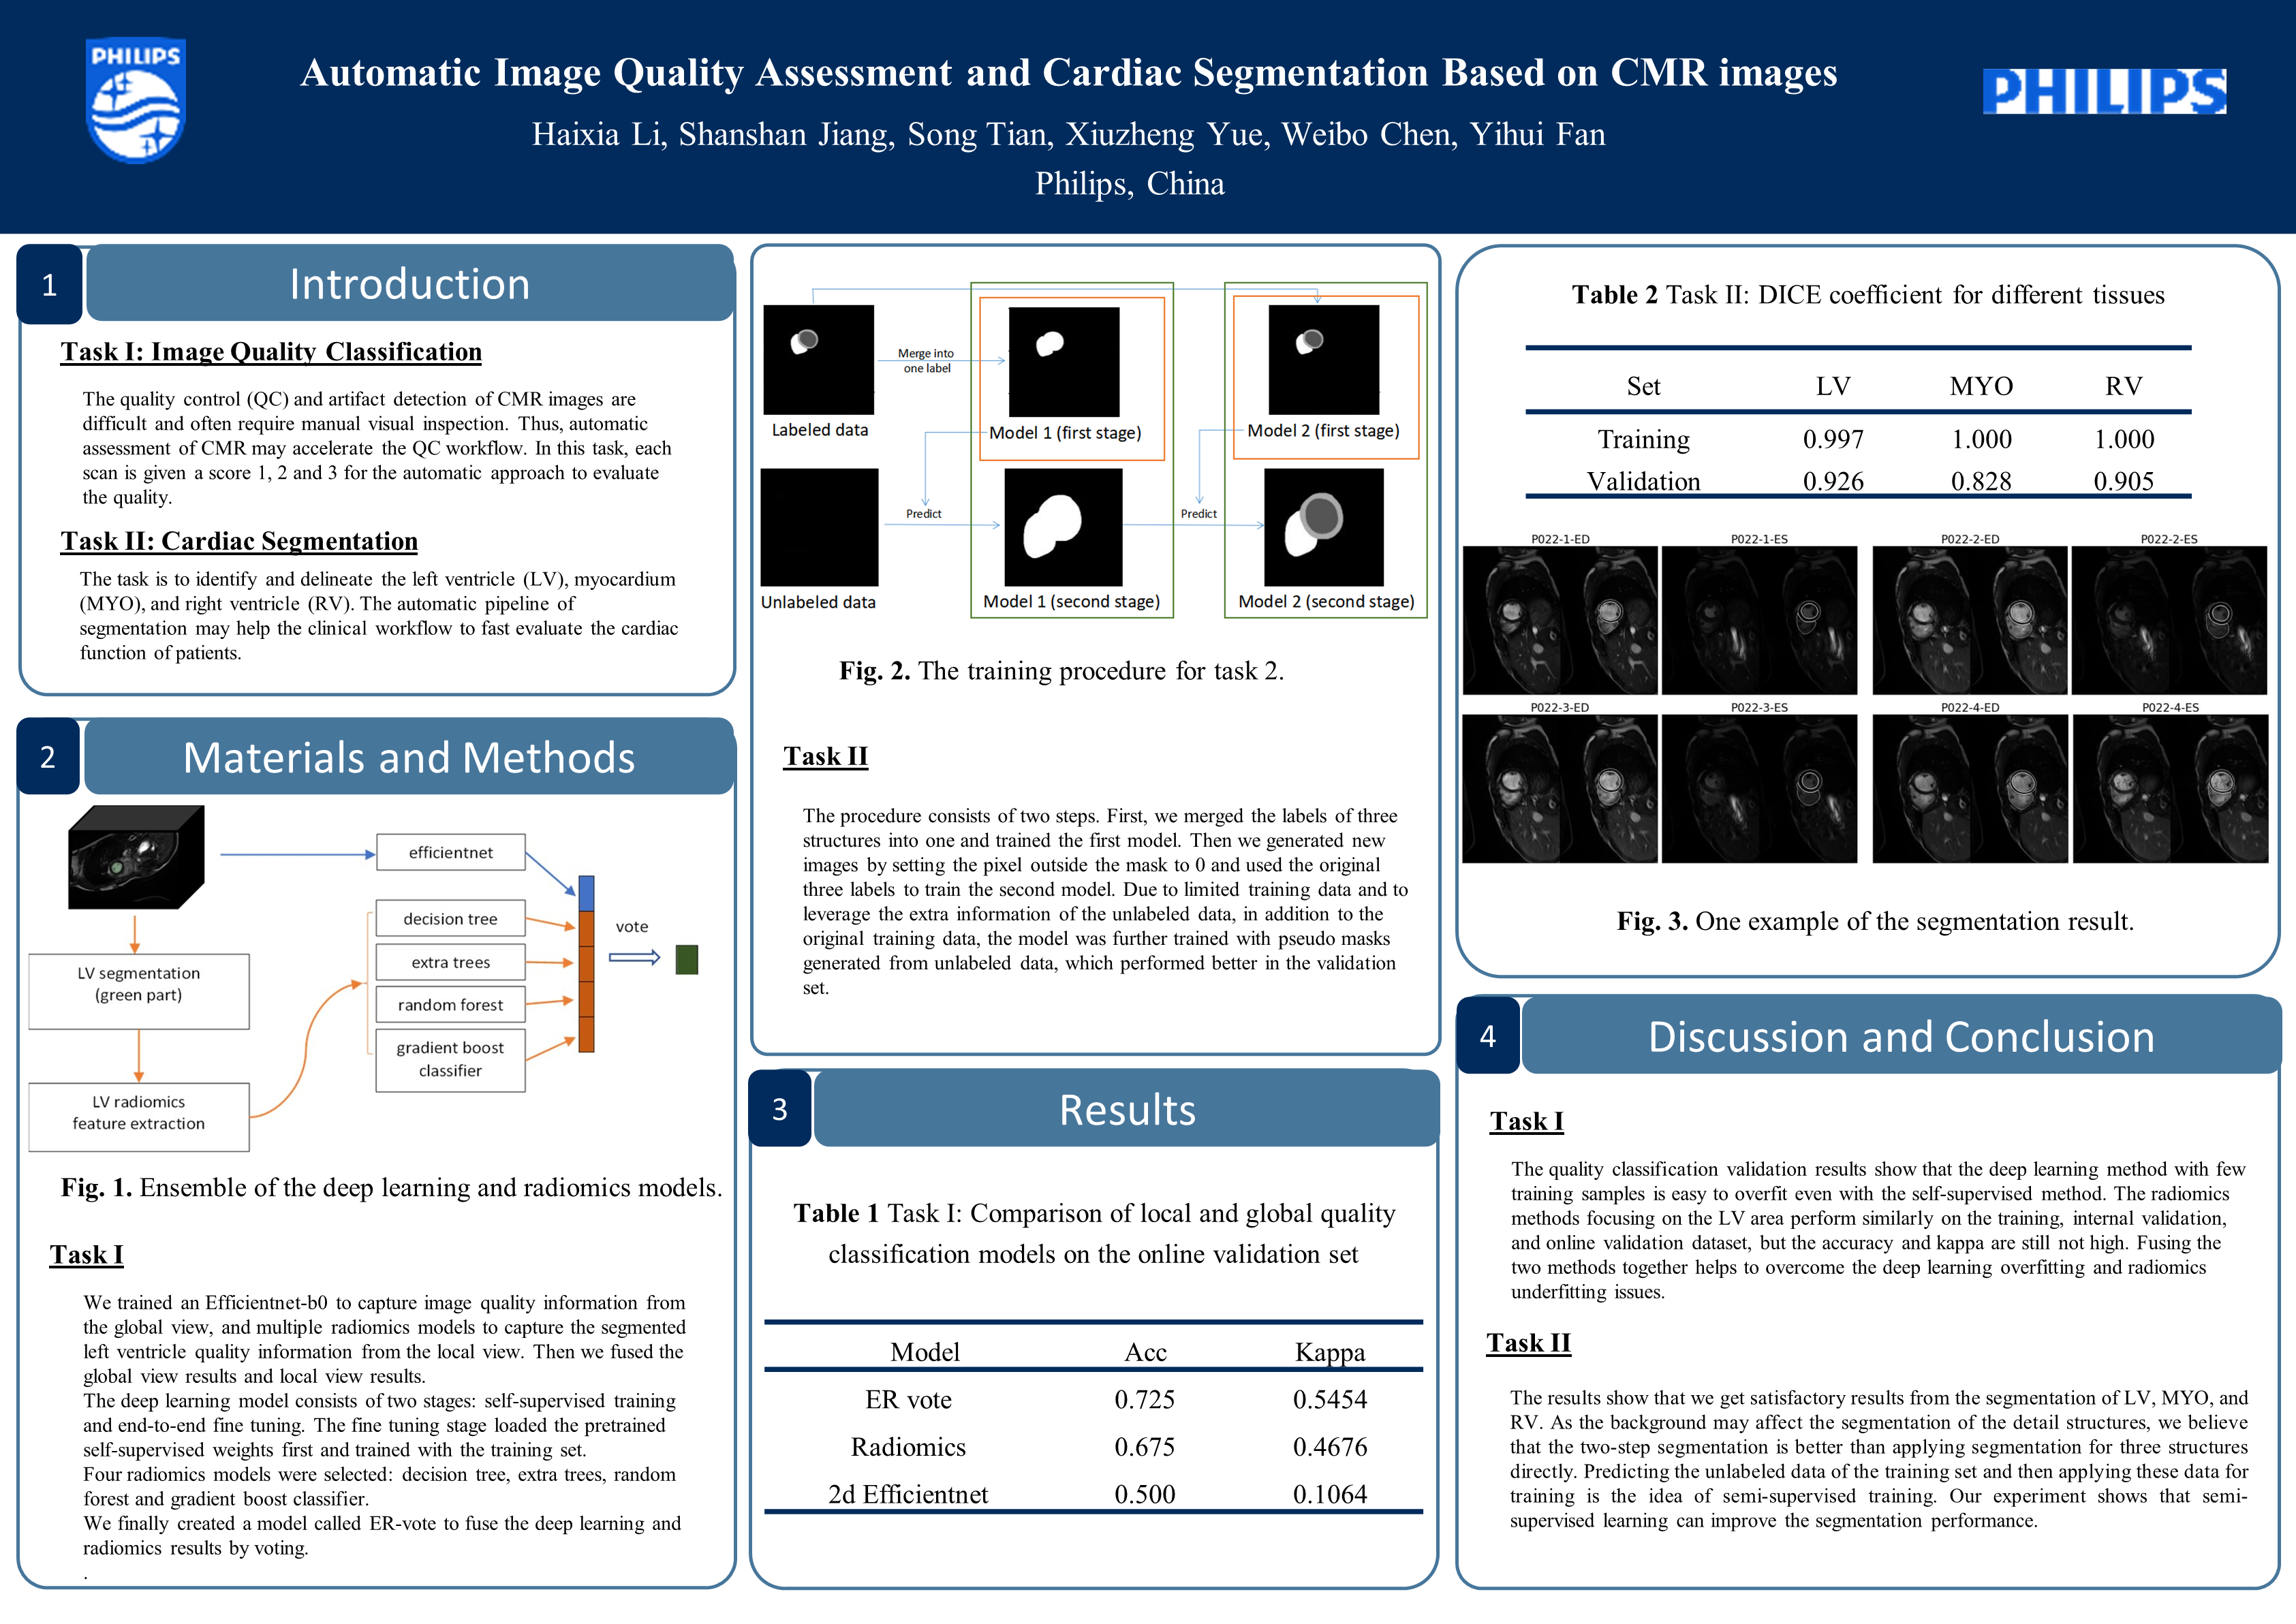 PHILIPS
Automatic Image Quality Assessment and Cardiac Segmentation Based on CMR images
PHILIPS
Haixia Li, Shanshan Jiang, Song Tian, Xiuzheng Yue, Weibo Chen, Yihui Fan
Philips, China
1
Introduction
Task I: Image Quality Classification
The quality control (QC) and artifact detection of CMR images are
difficult and often require manual visual inspection. Thus, automatic
assessment of CMR may accelerate the QC workflow. In this task, each
scan is given a score 1, 2 and 3 for the automatic approach to evaluate
the quality.
Task II: Cardiac Segmentation
The task is to identify and delineate the left ventricle (LV), myocardium
(MYO), and right ventricle (RV). The automatic pipeline of
segmentation may help the clinical workflow to fast evaluate the cardiac
function of patients.
2
Materials and Methods
efficientnet
decision tree
extra trees
random forest
gradient boost
classifier
vote
LV segmentation
(green part)
LV radiomics
feature extraction
Fig. 1. Ensemble of the deep learning and radiomics models.
Task I
We trained an Efficientnet-b0 to capture image quality information from
the global view, and multiple radiomics models to capture the segmented
left ventricle quality information from the local view. Then we fused the
global view results and local view results.
The deep learning model consists of two stages: self-supervised training
and end-to-end fine tuning. The fine tuning stage loaded the pretrained
self-supervised weights first and trained with the training set.
Four radiomics models were selected: decision tree, extra trees, random
forest and gradient boost classifier.
We finally created a model called ER-vote to fuse the deep learning and
radiomics results by voting.
.
Merge into
one label
Labeled data
Model 1 (first stage)
Model 2 (first stage)
Predict
Predict
Unlabeled data
Model 1 (second stage)
Model 2 (second stage)
Fig. 2. The training procedure for task 2.
Task II
The procedure consists of two steps. First, we merged the labels of three
structures into one and trained the first model. Then we generated new
images by setting the pixel outside the mask to 0 and used the original
three labels to train the second model. Due to limited training data and to
leverage the extra information of the unlabeled data, in addition to the
original training data, the model was further trained with pseudo masks
generated from unlabeled data, which performed better in the validation
set.
3
Results
Table 1 Task I: Comparison of local and global quality
classification models on the online validation set
Model Acc Kappa
ER vote 0.725 0.5454
Radiomics 0.675 0.4676
2d Efficientnet 0.500 0.1064
Table 2 Task II: DICE coefficient for different tissues
Set LV MYO RV
Training 0.997 1.000 1.000
Validation 0.926 0.828 0.905
P022-1-ED P022-1-ES P022-2-ED P022-2-ES
P022-3-ED P022-3-ES P022-4-ED P022-4-ES
Fig. 3. One example of the segmentation result.
4
Discussion and Conclusion
Task I
The quality classification validation results show that the deep learning method with few
training samples is easy to overfit even with the self-supervised method. The radiomics
methods focusing on the LV area perform similarly on the training, internal validation,
and online validation dataset, but the accuracy and kappa are still not high. Fusing the
two methods together helps to overcome the deep learning overfitting and radiomics
underfitting issues.
Task II
The results show that we get satisfactory results from the segmentation of LV, MYO, and
RV. As the background may affect the segmentation of the detail structures, we believe
that the two-step segmentation is better than applying segmentation for three structures
directly. Predicting the unlabeled data of the training set and then applying these data for
training is the idea of semi-supervised training. Our experiment shows that semi-
supervised learning can improve the segmentation performance.